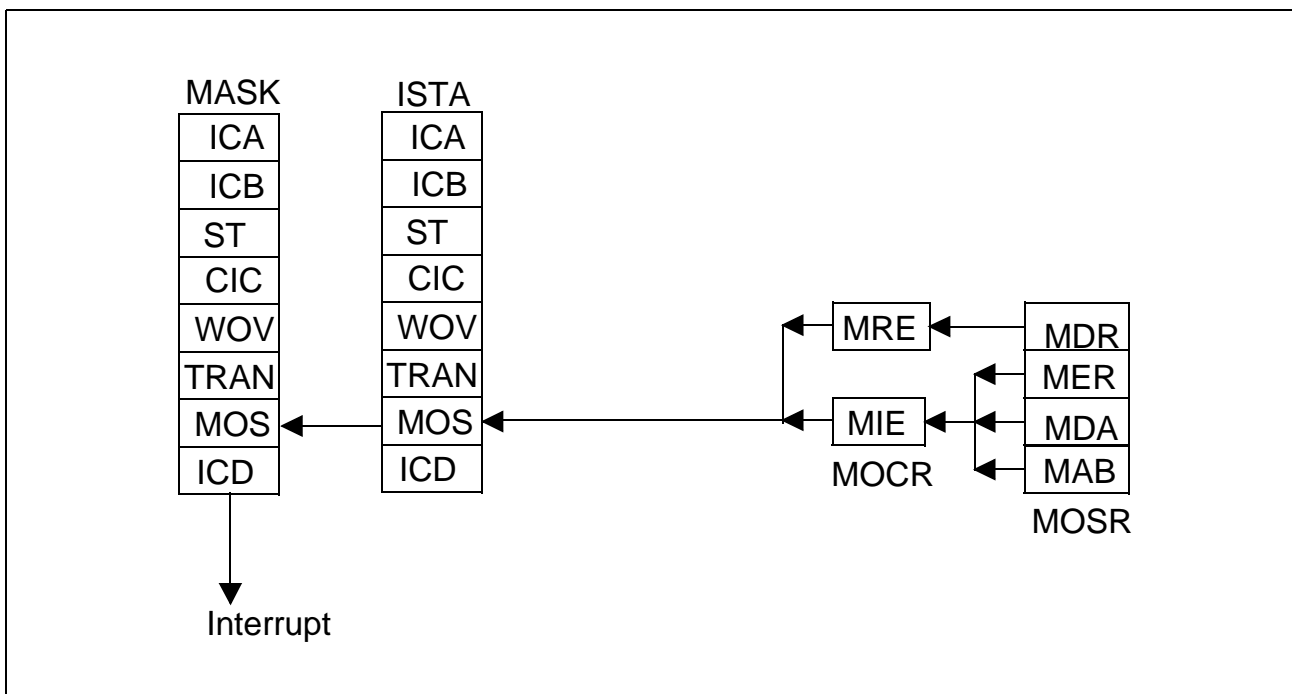 MASK
ICA
ICB
ST
CIC
WOV
TRAN
MOS
ICD
Interrupt
ISTA
ICA
ICB
ST
CIC
WOV
TRAN
MOS
ICD
MRE
MIE
MOCR
MDR
MER
MDA
MAB
MOSR